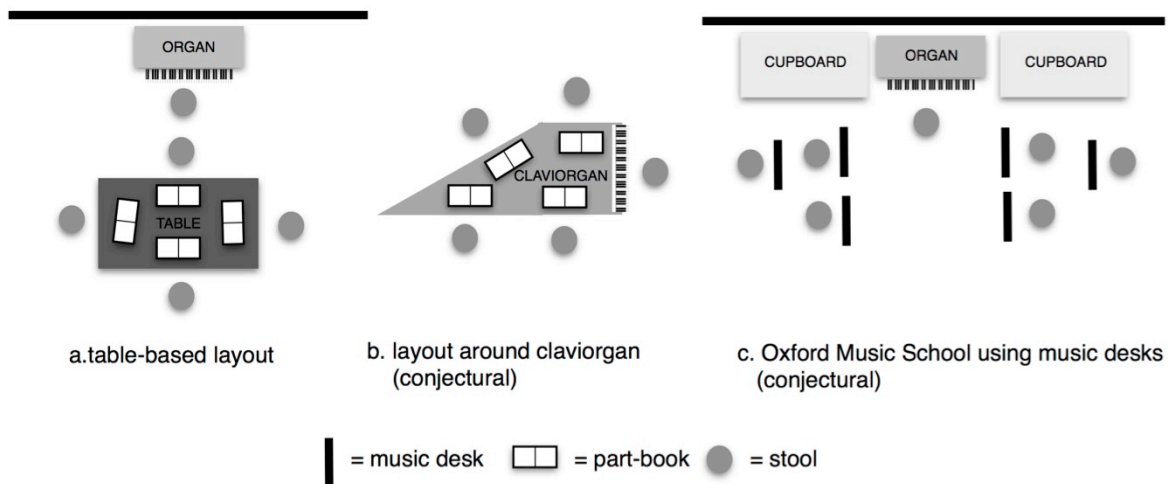 ORGAN
TABLE
a.table-based layout
CLAVIORGAN
b. layout around claviorgan
(conjectural)
CUPBOARD
ORGAN
CUPBOARD
c. Oxford Music School using music desks
(conjectural)
= music desk
= part-book
= stool